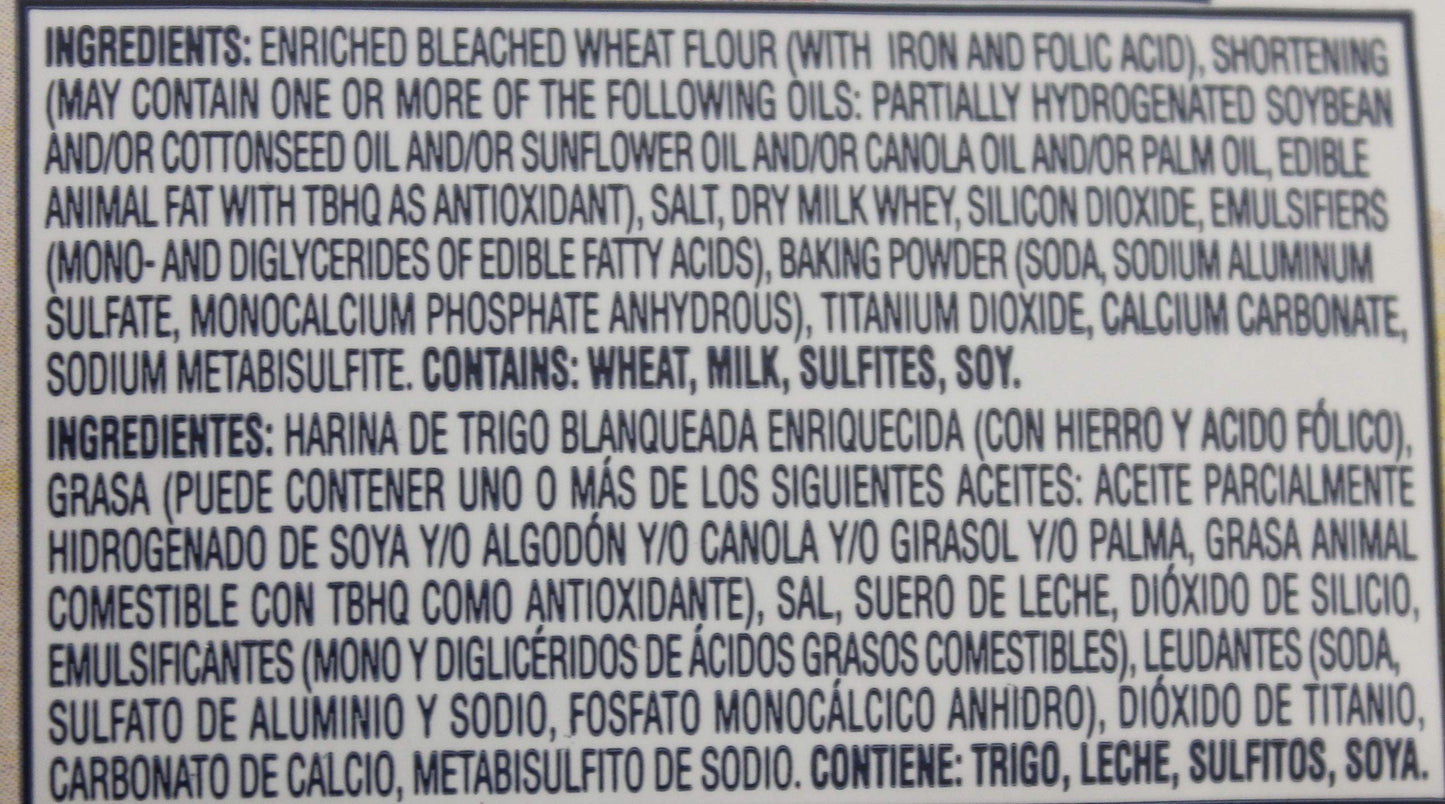 INGREDIENTS: ENRICHED BLEACHED WHEAT FLOUR (WITH IRON AND FOLIC ACID), SHORTENING
(MAY CONTAIN ONE OR MORE OF THE FOLLOWING OILS: PARTIALLY HYDROGENATED SOYBEAN
AND/OR COTTONSEED OIL AND/OR SUNFLOWER OIL AND/OR CANOLA OIL AND/OR PALM OIL, EDIBLE
ANIMAL FAT WITH TBHQ AS ANTIOXIDANT), SALT, DRY MILK WHEY, SILICON DIOXIDE, EMULSIFIERS
(MONO- AND DIGLYCERIDES OF EDIBLE FATTY ACIDS), BAKING POWDER (SODA, SODIUM ALUMINUM
SULFATE, MONOCALCIUM PHOSPHATE ANHYDROUS), TITANIUM DIOXIDE, CALCIUM CARBONATE,
SODIUM METABISULFITE. CONTAINS: WHEAT, MILK, SULFITES, SOY.
INGREDIENTES: HARINA DE TRIGO BLANQUEADA ENRIQUECIDA (CON HIERRO Y ACIDO FÓLICO),
GRASA (PUEDE CONTENER UNO O MÁS DE LOS SIGUIENTES ACEITES: ACEITE PARCIALMENTE
HIDROGENADO DE SOYA Y/O ALGODÓN Y/O CANOLA Y/O GIRASOL Y/O PALMA, GRASA ANIMAL
COMESTIBLE CON TBHQ COMO ANTIOXIDANTE), SAL, SUERO DE LECHE, DIÓXIDO DE SILICIO,
EMULSIFICANTES (MONO Y DIGLICÉRIDOS DE ÁCIDOS GRASOS COMESTIBLES), LEUDANTES (SODA,
SULFATO DE ALUMINIO Y SODIO, FOSFATO MONOCÁLCICO ANHIDRO), DIÓXIDO DE TITANIO,
CARBONATO DE CALCIO, METABISULFITO DE SODIO. CONTIENE: TRIGO, LECHE, SULFITOS, SOYA.